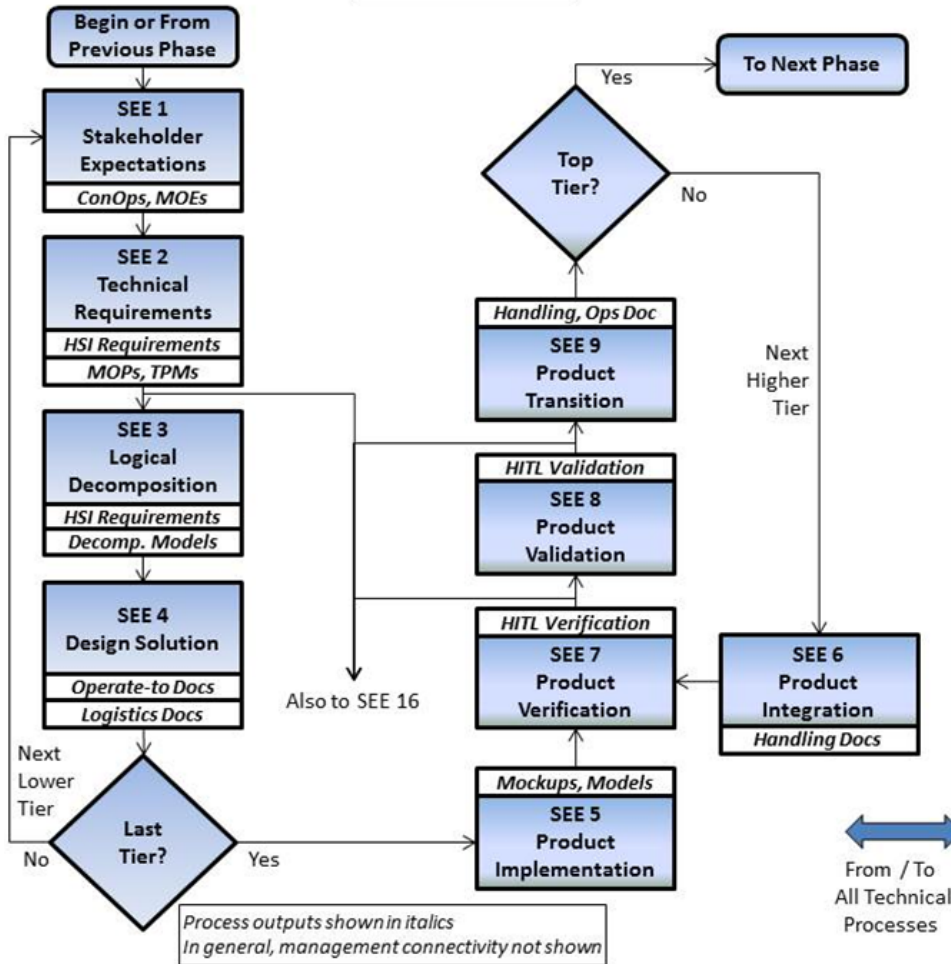 Begin or From
Previous Phase
SEE 1
Stakeholder
Expectations
ConOps, MOEs
SEE 2
Technical
Requirements
HSI Requirements
MOPs, TPMs
SEE 3
Logical
Decomposition
HSI Requirements
Decomp. Models
SEE 4
Design Solution
Operate-to Docs
Logistics Docs
Next
Lower
Tier
No
Last
Tier?
Yes
Also to SEE 16
To Next Phase
Yes
Top
Tier?
No
Next
Higher
Tier
Handling, Ops Doc
SEE 9
Product
Transition
HITL Validation
SEE 8
Product
Validation
HITL Verification
SEE 7
Product
Verification
SEE 6
Product
Integration
Handling Docs
Mockups, Models
SEE 5
Product
Implementation
From / To
All Technical
Processes
Process outputs shown in italics
In general, management connectivity not shown